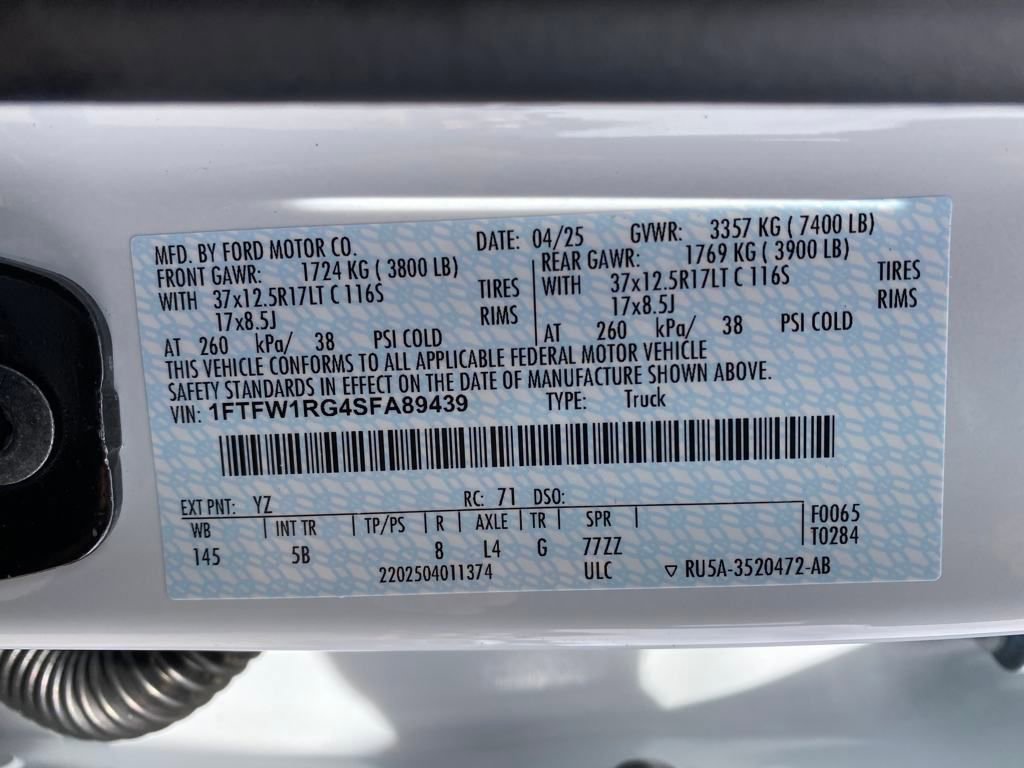 MFD. BY FORD MOTOR CO. DATE: 04/25 GVWR: 3357 KG ( 7400 LB)
FRONT GAWR: 1724 KG ( 3800 LB) REAR GAWR: 1769 KG ( 3900 LB)
WITH 37x12.5R17LT C 116S TIRES WITH 37x12.5R17LT C 116S TIRES
17x8.5J RIMS 17x8.5J RIMS
AT 260 kPa/ 38 PSI COLD AT 260 kPa/ 38 PSI COLD
THIS VEHICLE CONFORMS TO ALL APPLICABLE FEDERAL MOTOR VEHICLE
SAFETY STANDARDS IN EFFECT ON THE DATE OF MANUFACTURE SHOWN ABOVE.
VIN: 1FTFW1RG4SFA89439 TYPE: Truck
EXT PNT: YZ RC: 71 DSO:
WB INT TR TP/PS R AXLE TR SPR F0065
145 5B 8 L4 G 77ZZ T0284
2202504011374 ULC ▽ RU5A-3520472-AB